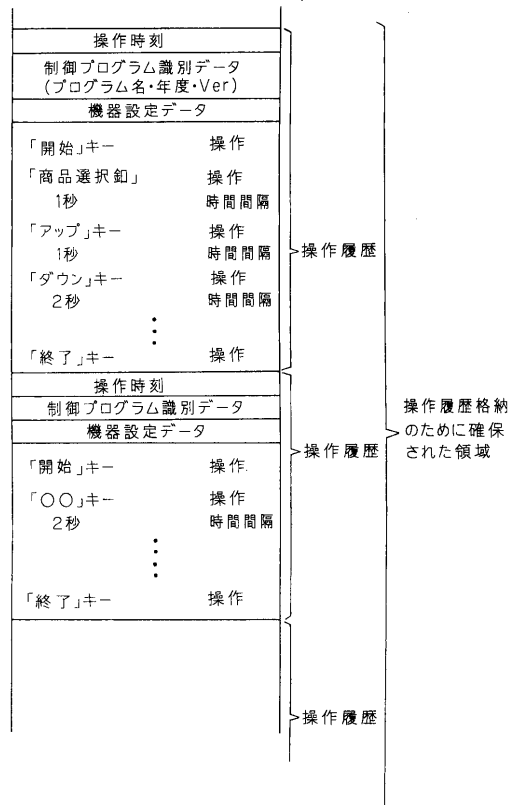 操作時刻
制御プログラム識別データ
(プログラム名・年度・Ver)
機器設定データ
「開始」キー 操作
「商品選択釦」 操作
1秒 時間間隔
「アップ」キー 操作
1秒 時間間隔
「ダウン」キー 操作
2秒 時間間隔
「終了」キー 操作
操作履歴
操作時刻
制御プログラム識別データ
機器設定データ
「開始」キー 操作
「〇〇」キー 操作
2秒 時間間隔
「終了」キー 操作
操作履歴
操作履歴
操作履歴格納
のために確保
された領域